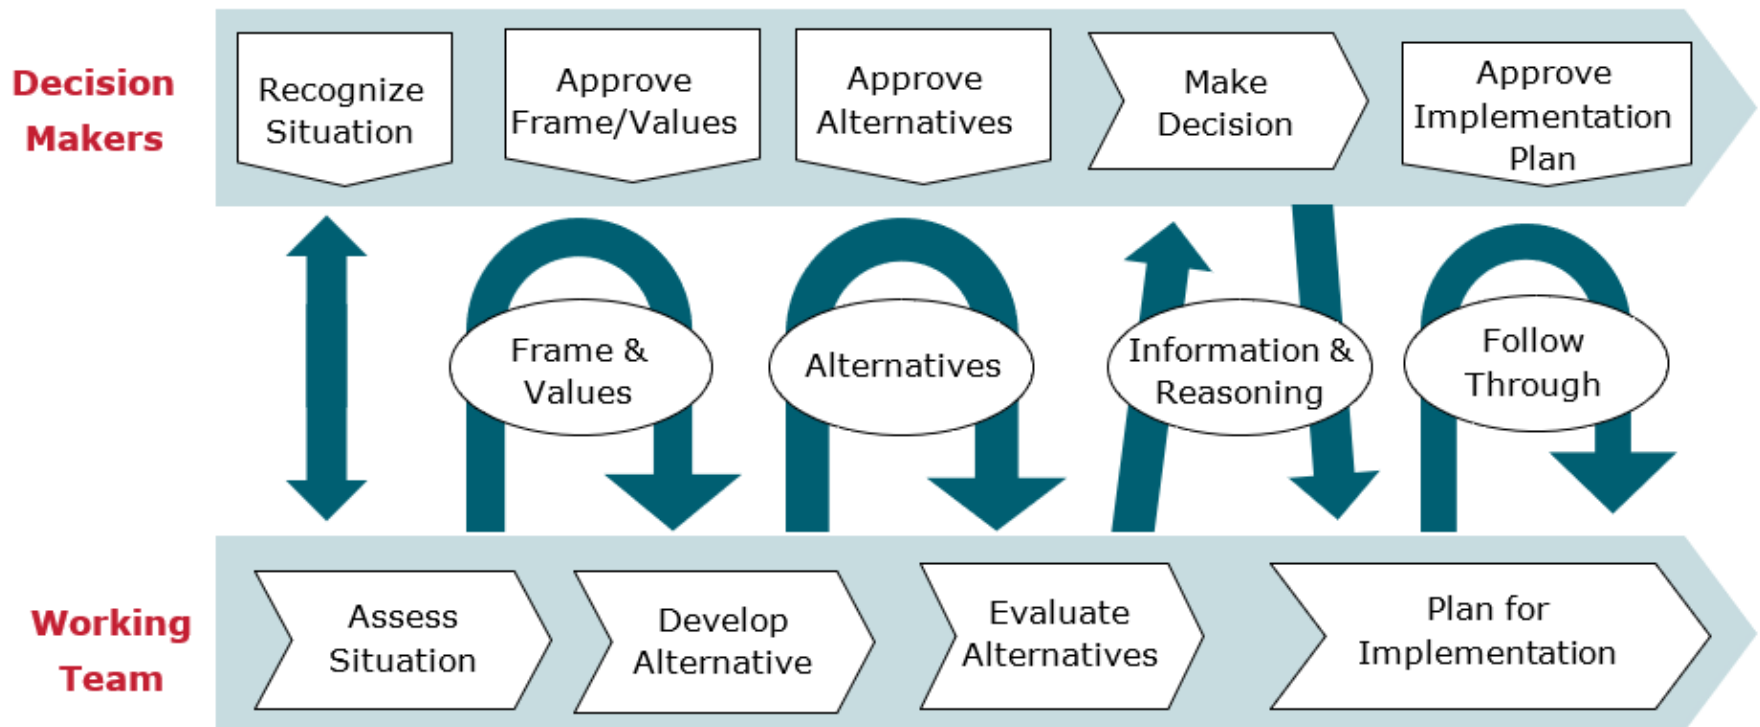 Decision
Makers
Recognize
Situation
Approve
Frame/Values
Approve
Alternatives
Make
Decision
Approve
Implementation
Plan
Frame &
Values
Alternatives
Information &
Reasoning
Follow
Through
Working
Team
Assess
Situation
Develop
Alternative
Evaluate
Alternatives
Plan for
Implementation